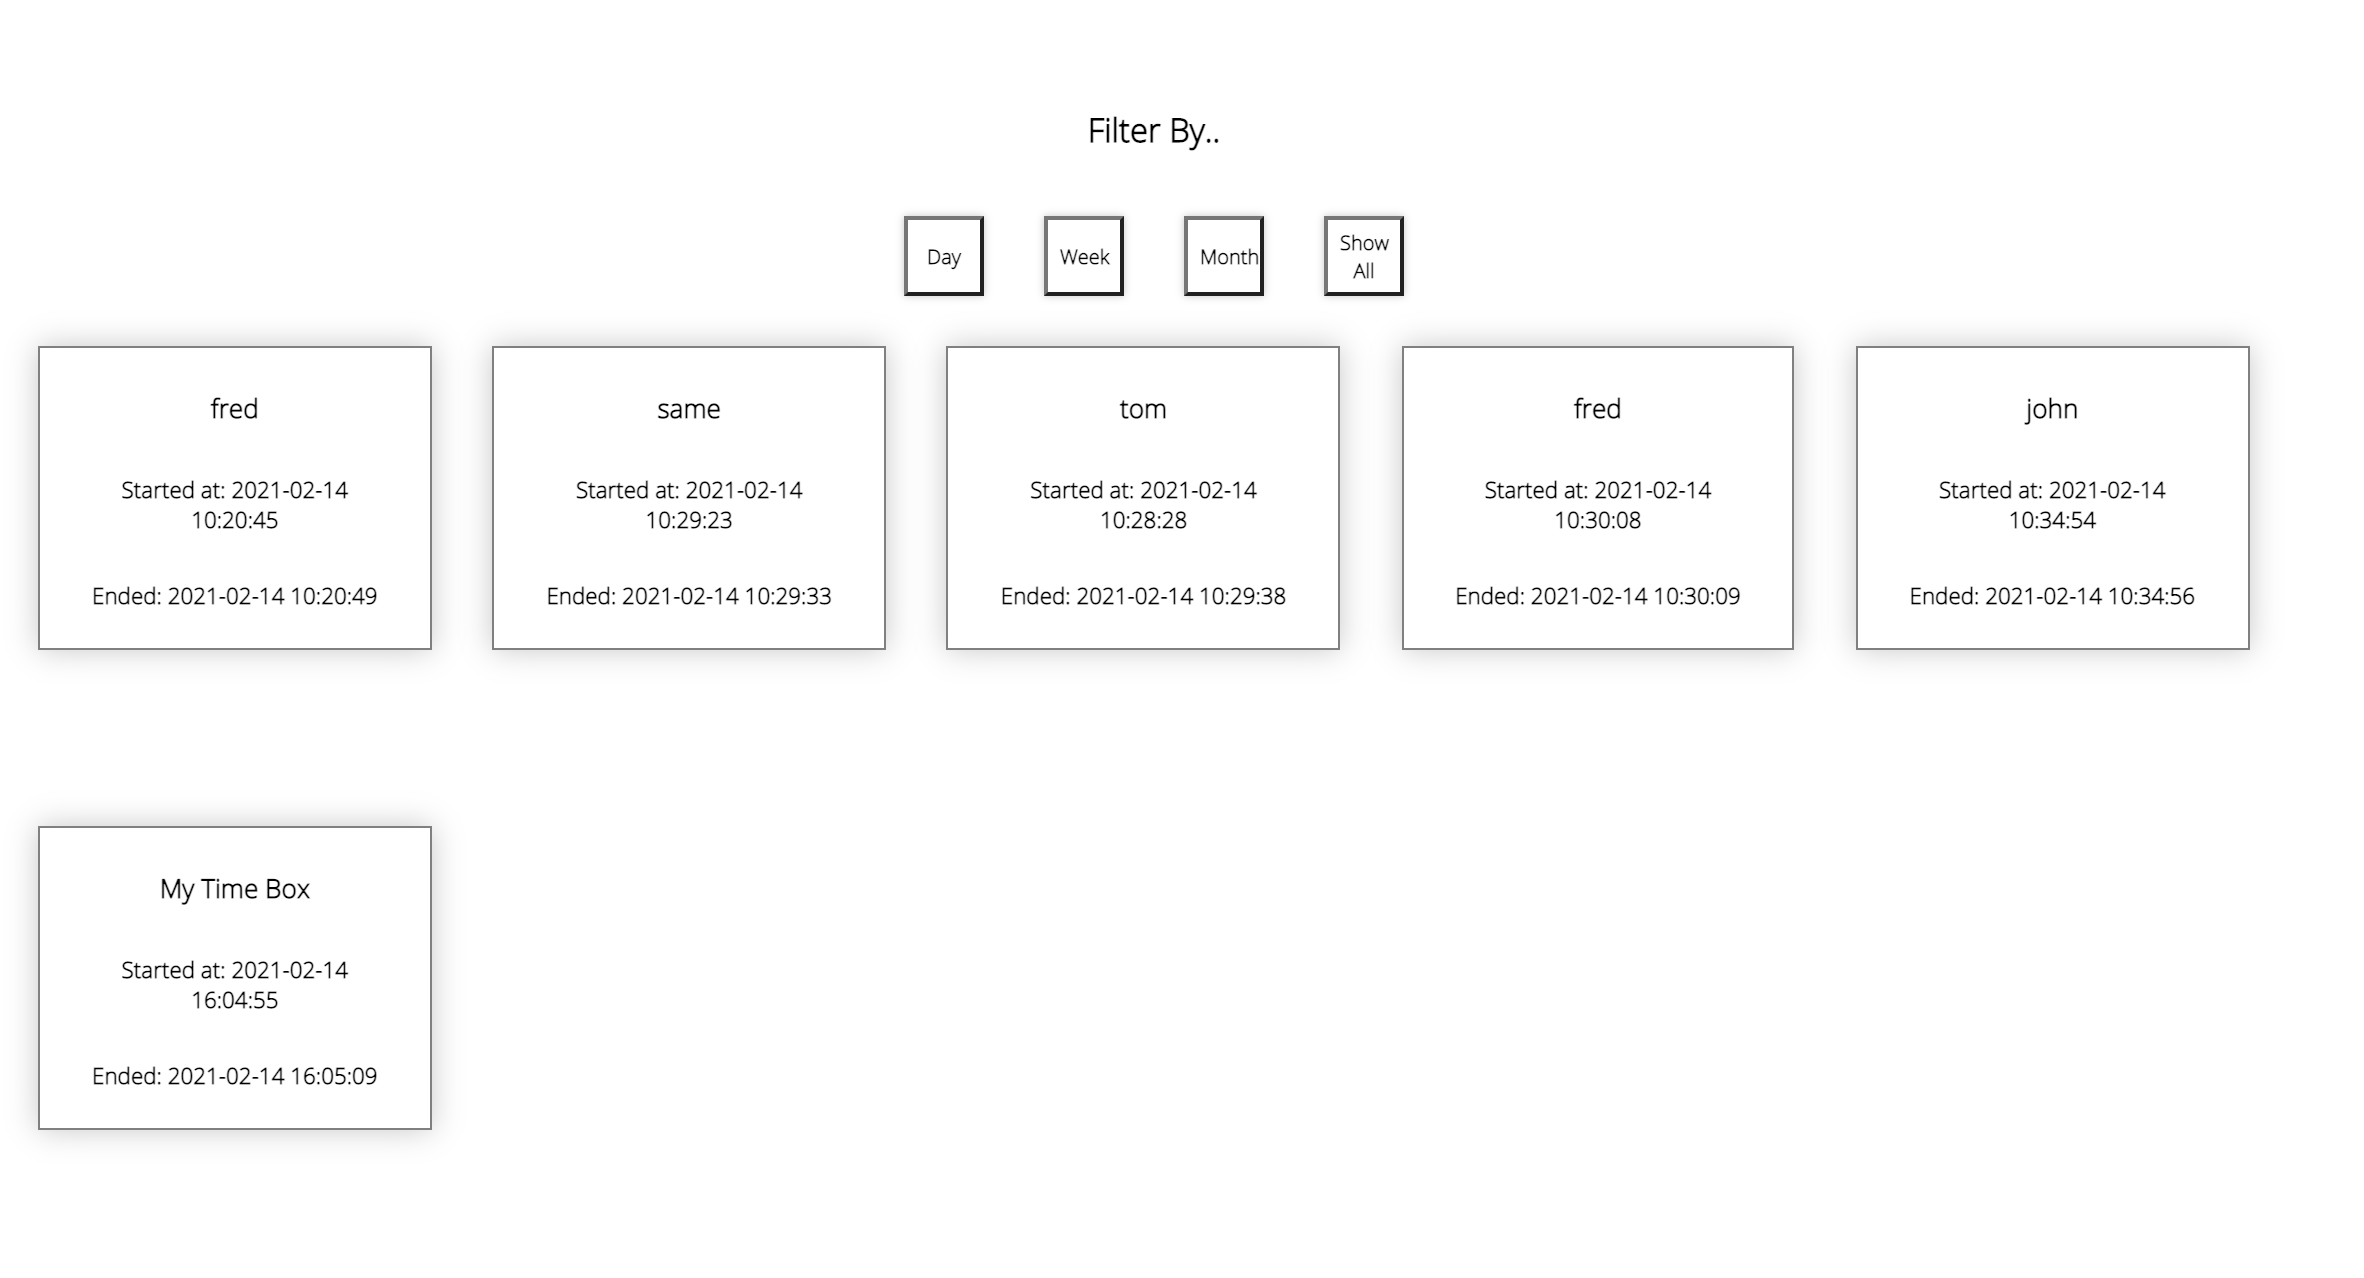 Filter By..
Day
Week
Month
Show
All
fred
Started at: 2021-02-14
10:20:45
Ended: 2021-02-14 10:20:49
same
Started at: 2021-02-14
10:29:23
Ended: 2021-02-14 10:29:33
tom
Started at: 2021-02-14
10:28:28
Ended: 2021-02-14 10:29:38
fred
Started at: 2021-02-14
10:30:08
Ended: 2021-02-14 10:30:09
john
Started at: 2021-02-14
10:34:54
Ended: 2021-02-14 10:34:56
My Time Box
Started at: 2021-02-14
16:04:55
Ended: 2021-02-14 16:05:09